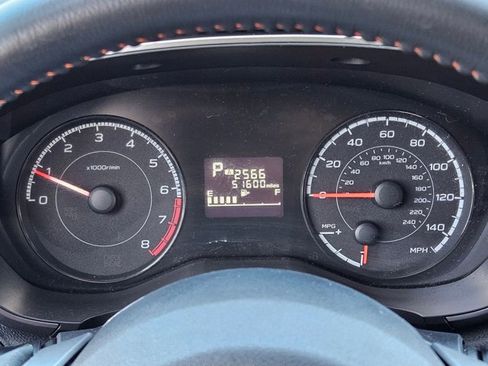 0 1 2 3 4 5 6 7 8
x1000r/min
P 2566
51600 miles
E F
0 20 40 60 80 100 120 140
20 40 60 80 100 120 140 160 180 200 220 240
km/h
MPG + -
MPH